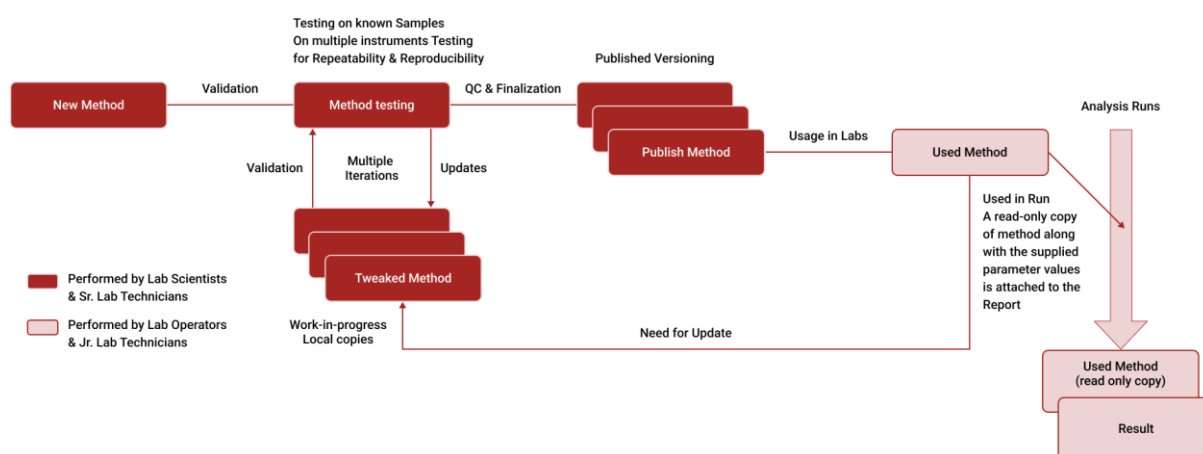 Testing on known Samples
On multiple instruments Testing
for Repeatability & Reproducibility
Published Versioning
New Method
Validation
Method testing
QC & Finalization
Analysis Runs
Publish Method
Usage in Labs
Used Method
Validation
Multiple
Iterations
Updates
Used in Run
A read-only copy
of method along
with the supplied
parameter values
is attached to the
Report
Tweaked Method
Performed by Lab Scientists
& Sr. Lab Technicians
Performed by Lab Operators
& Jr. Lab Technicians
Work-in-progress
Local copies
Need for Update
Used Method
(read only copy)
Result